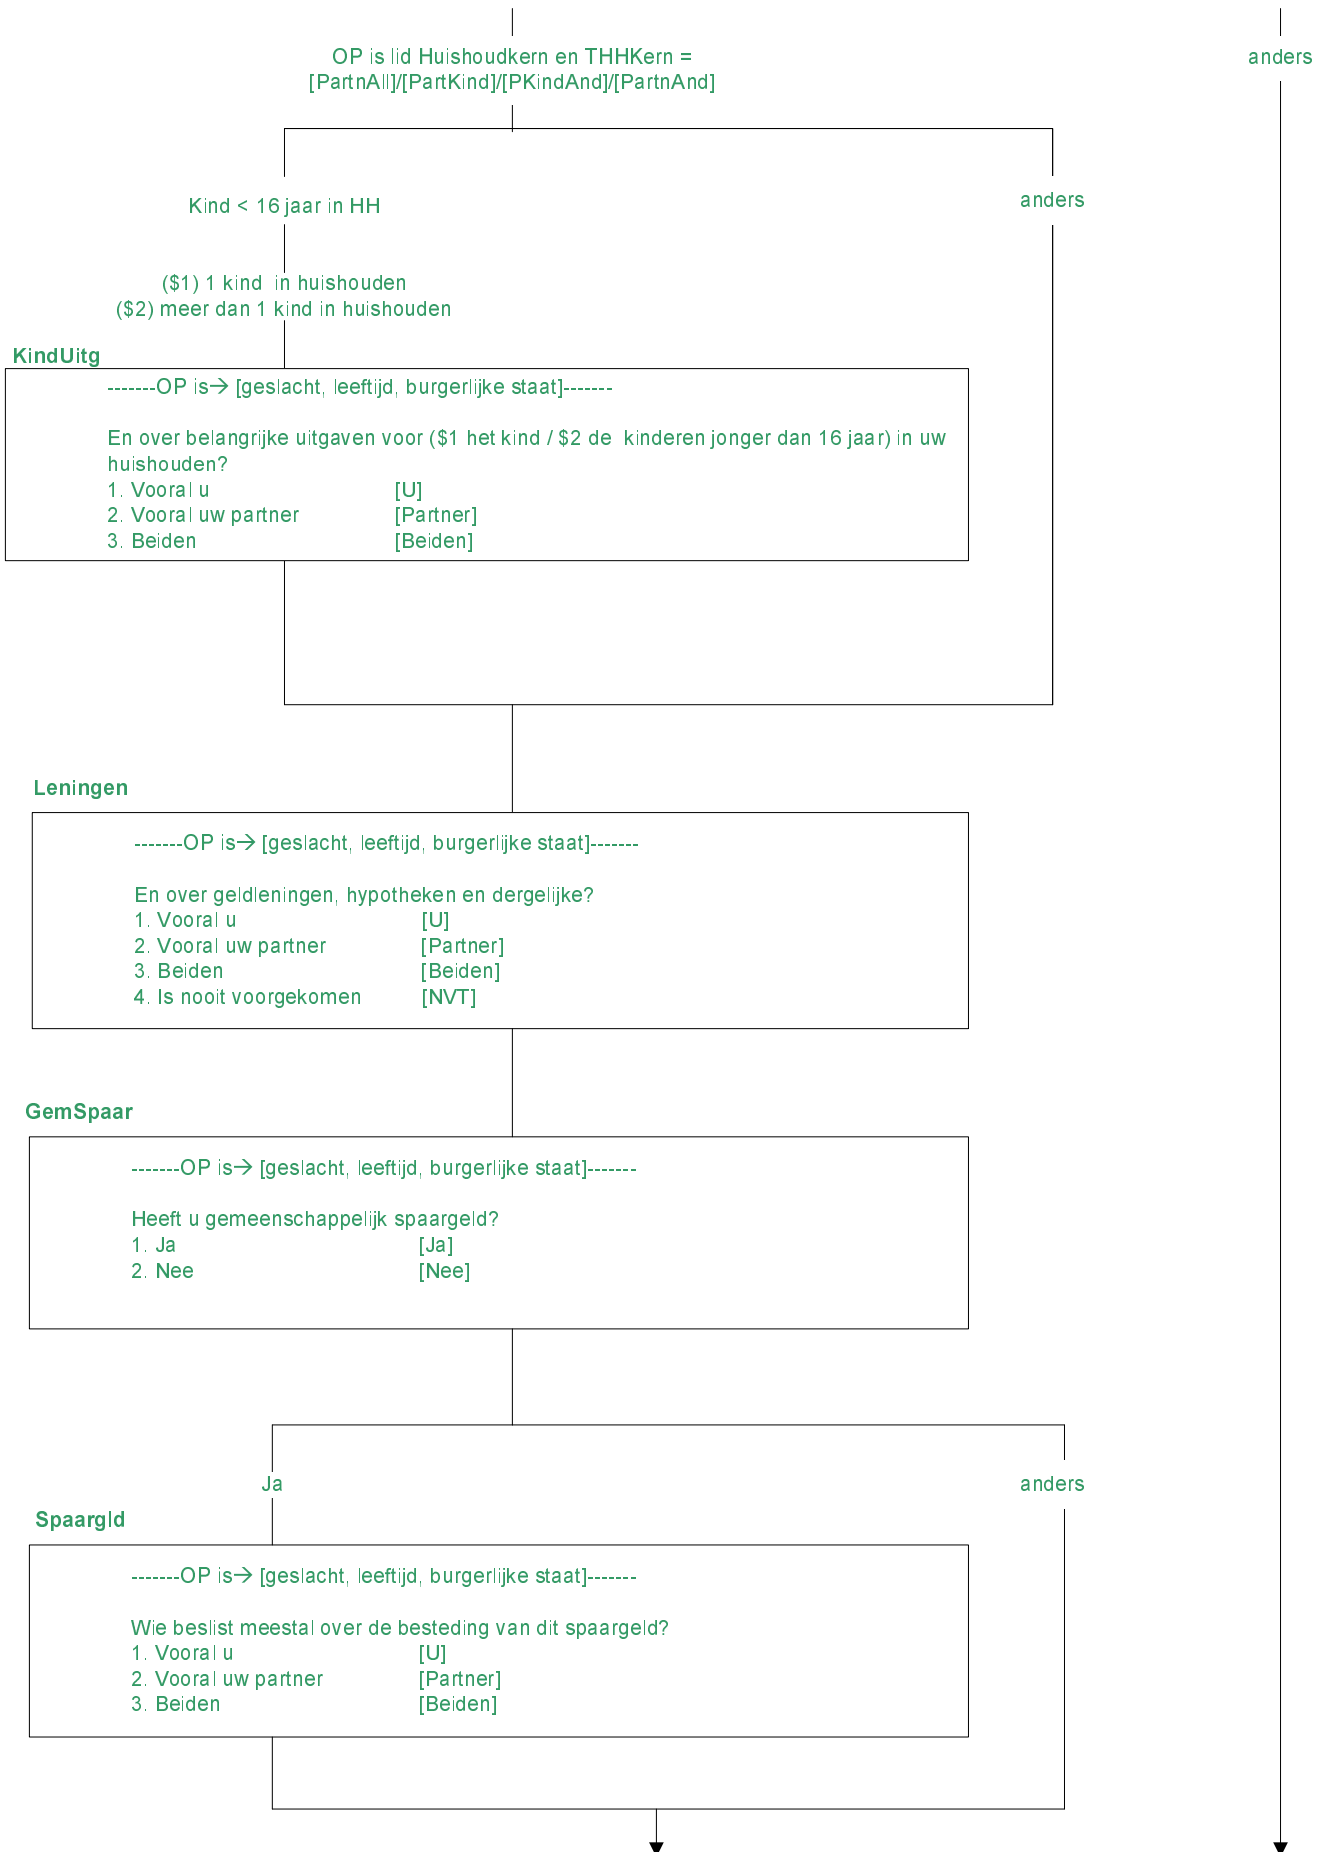 OP is lid Huishoudkern en THHKern =
[PartnAll]/[PartKind]/[PKindAnd]/[PartnAnd]
anders
Kind < 16 jaar in HH
anders
($1) 1 kind in huishouden
($2) meer dan 1 kind in huishouden
KindUitg
-------OP is→ [geslacht, leeftijd, burgerlijke staat]-------
En over belangrijke uitgaven voor ($1 het kind / $2 de kinderen jonger dan 16 jaar) in uw
huishouden?
1. Vooral u [U]
2. Vooral uw partner [Partner]
3. Beiden [Beiden]
Leningen
-------OP is→ [geslacht, leeftijd, burgerlijke staat]-------
En over geldleningen, hypotheken en dergelijke?
1. Vooral u [U]
2. Vooral uw partner [Partner]
3. Beiden [Beiden]
4. Is nooit voorgekomen [NVT]
GemSpaar
-------OP is→ [geslacht, leeftijd, burgerlijke staat]-------
Heeft u gemeenschappelijk spaargeld?
1. Ja [Ja]
2. Nee [Nee]
Ja
anders
Spaargld
-------OP is→ [geslacht, leeftijd, burgerlijke staat]-------
Wie beslist meestal over de besteding van dit spaargeld?
1. Vooral u [U]
2. Vooral uw partner [Partner]
3. Beiden [Beiden]